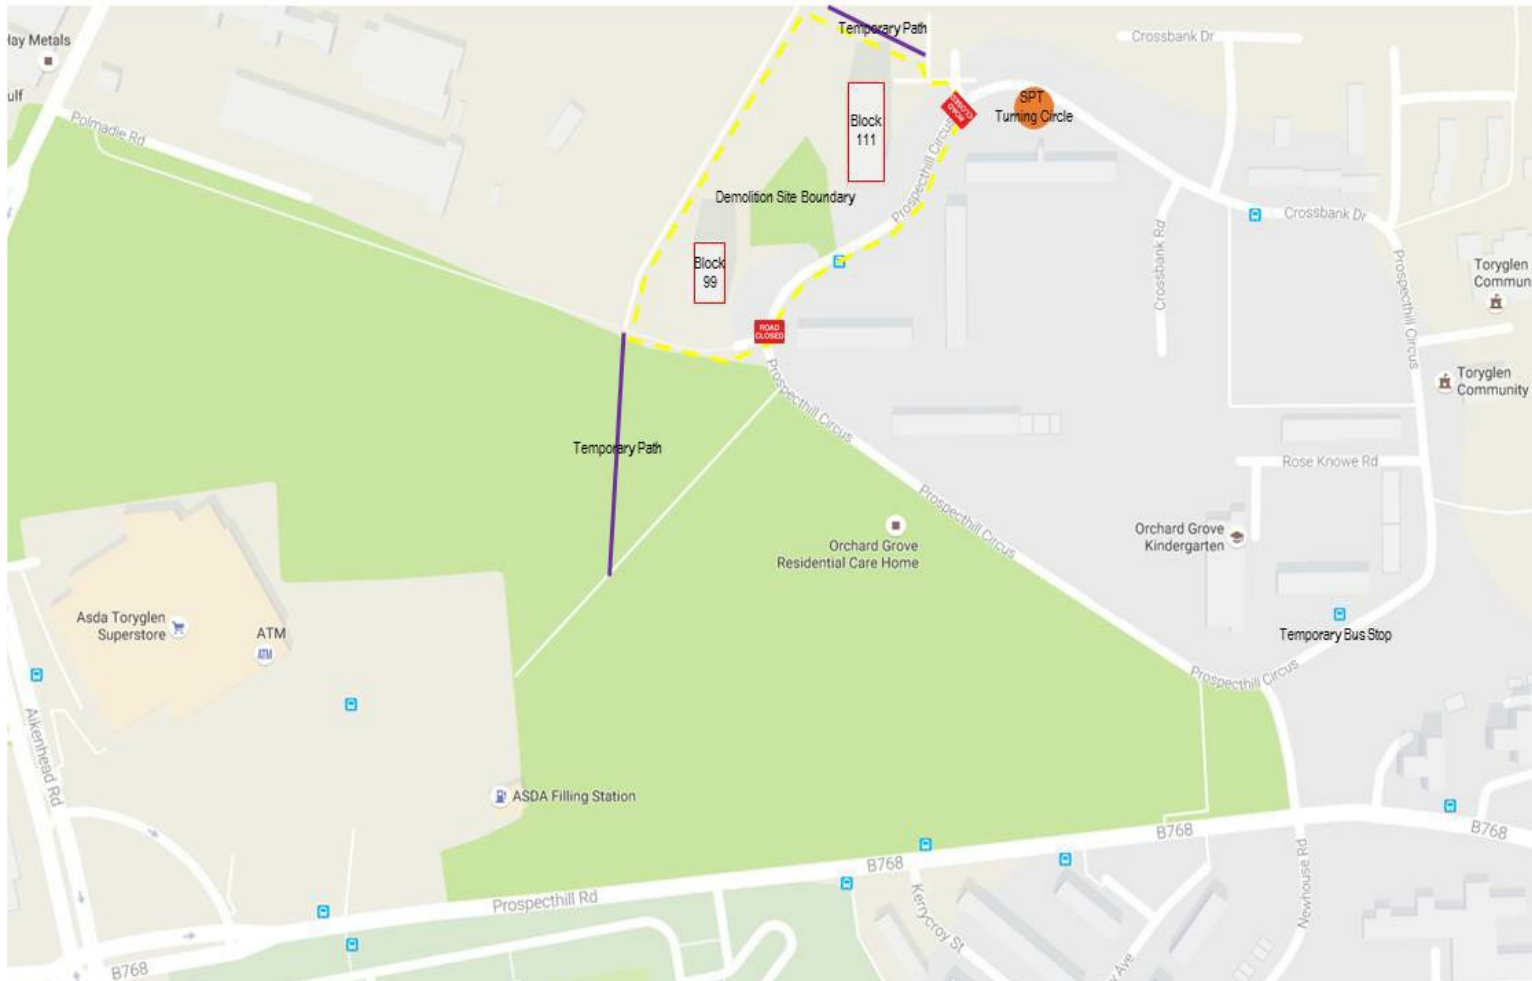 Hay Metals
ulf
Polmadie Rd
Temporary Path
Crossbank Dr
SPT
Turning Circle
ROAD
CLOSED
Block
111
Prospecthill Circus
Demolition Site Boundary
Block
99
Crossbank Dr
Crossbank Rd
Prospecthill Circus
Toryglen
Commun
ROAD
CLOSED
Toryglen
Community
Prospecthill Circus
Temporary Path
Rose Knowe Rd
Prospecthill Circus
Orchard Grove
Residential Care Home
Orchard Grove
Kindergarten
Asda Toryglen
Superstore
ATM
ATM
Temporary Bus Stop
Prospecthill Circus
Aikenhead Rd
ASDA Filling Station
B768
B768
B768
Prospecthill Rd
Kerrycroy St
Newhouse Rd
y Ave
B768